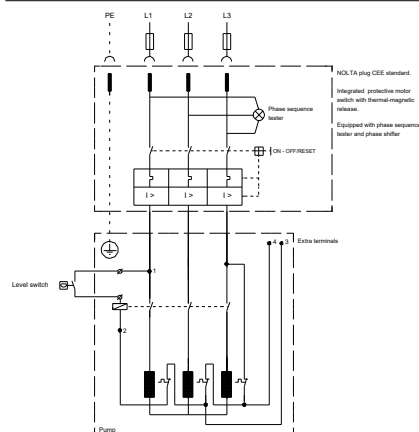 PE L1 L2 L3
NOLTA plug CEE standard.
Integrated protective motor
switch with thermal-magnetic
release.
Equipped with phase sequence
tester and phase shifter
Phase sequence
tester
ON - OFF/RESET
I > I > I >
4 3 Extra terminals
1
Level switch
2
Pump